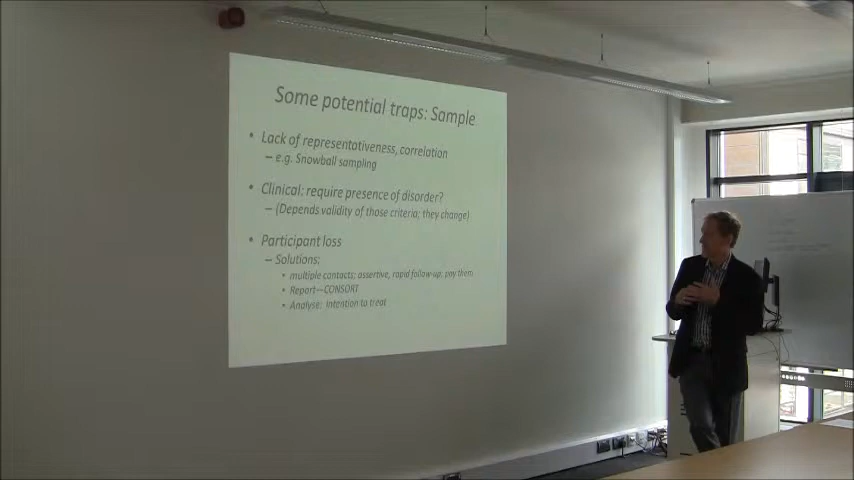 Some potential traps: Sample
• Lack of representativeness, correlation
– e.g. Snowball sampling
• Clinical: require presence of disorder?
– (Depends validity of those criteria; they change)
• Participant loss
– Solutions:
• multiple contacts; assertive, rapid follow-up; pay them
• Report—CONSORT
• Analyse: Intention to treat